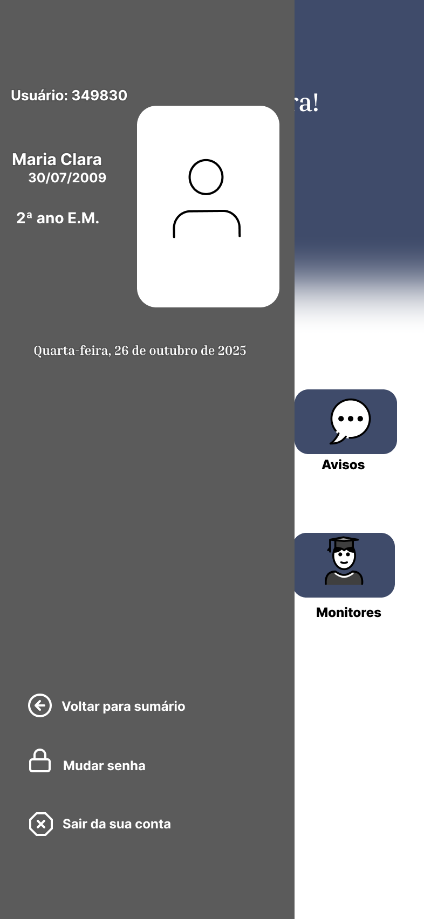 Usuário: 349830
ra!
Maria Clara
30/07/2009
2ª ano E.M.
Quarta-feira, 26 de outubro de 2025
Avisos
Monitores
Voltar para sumário
Mudar senha
Sair da sua conta